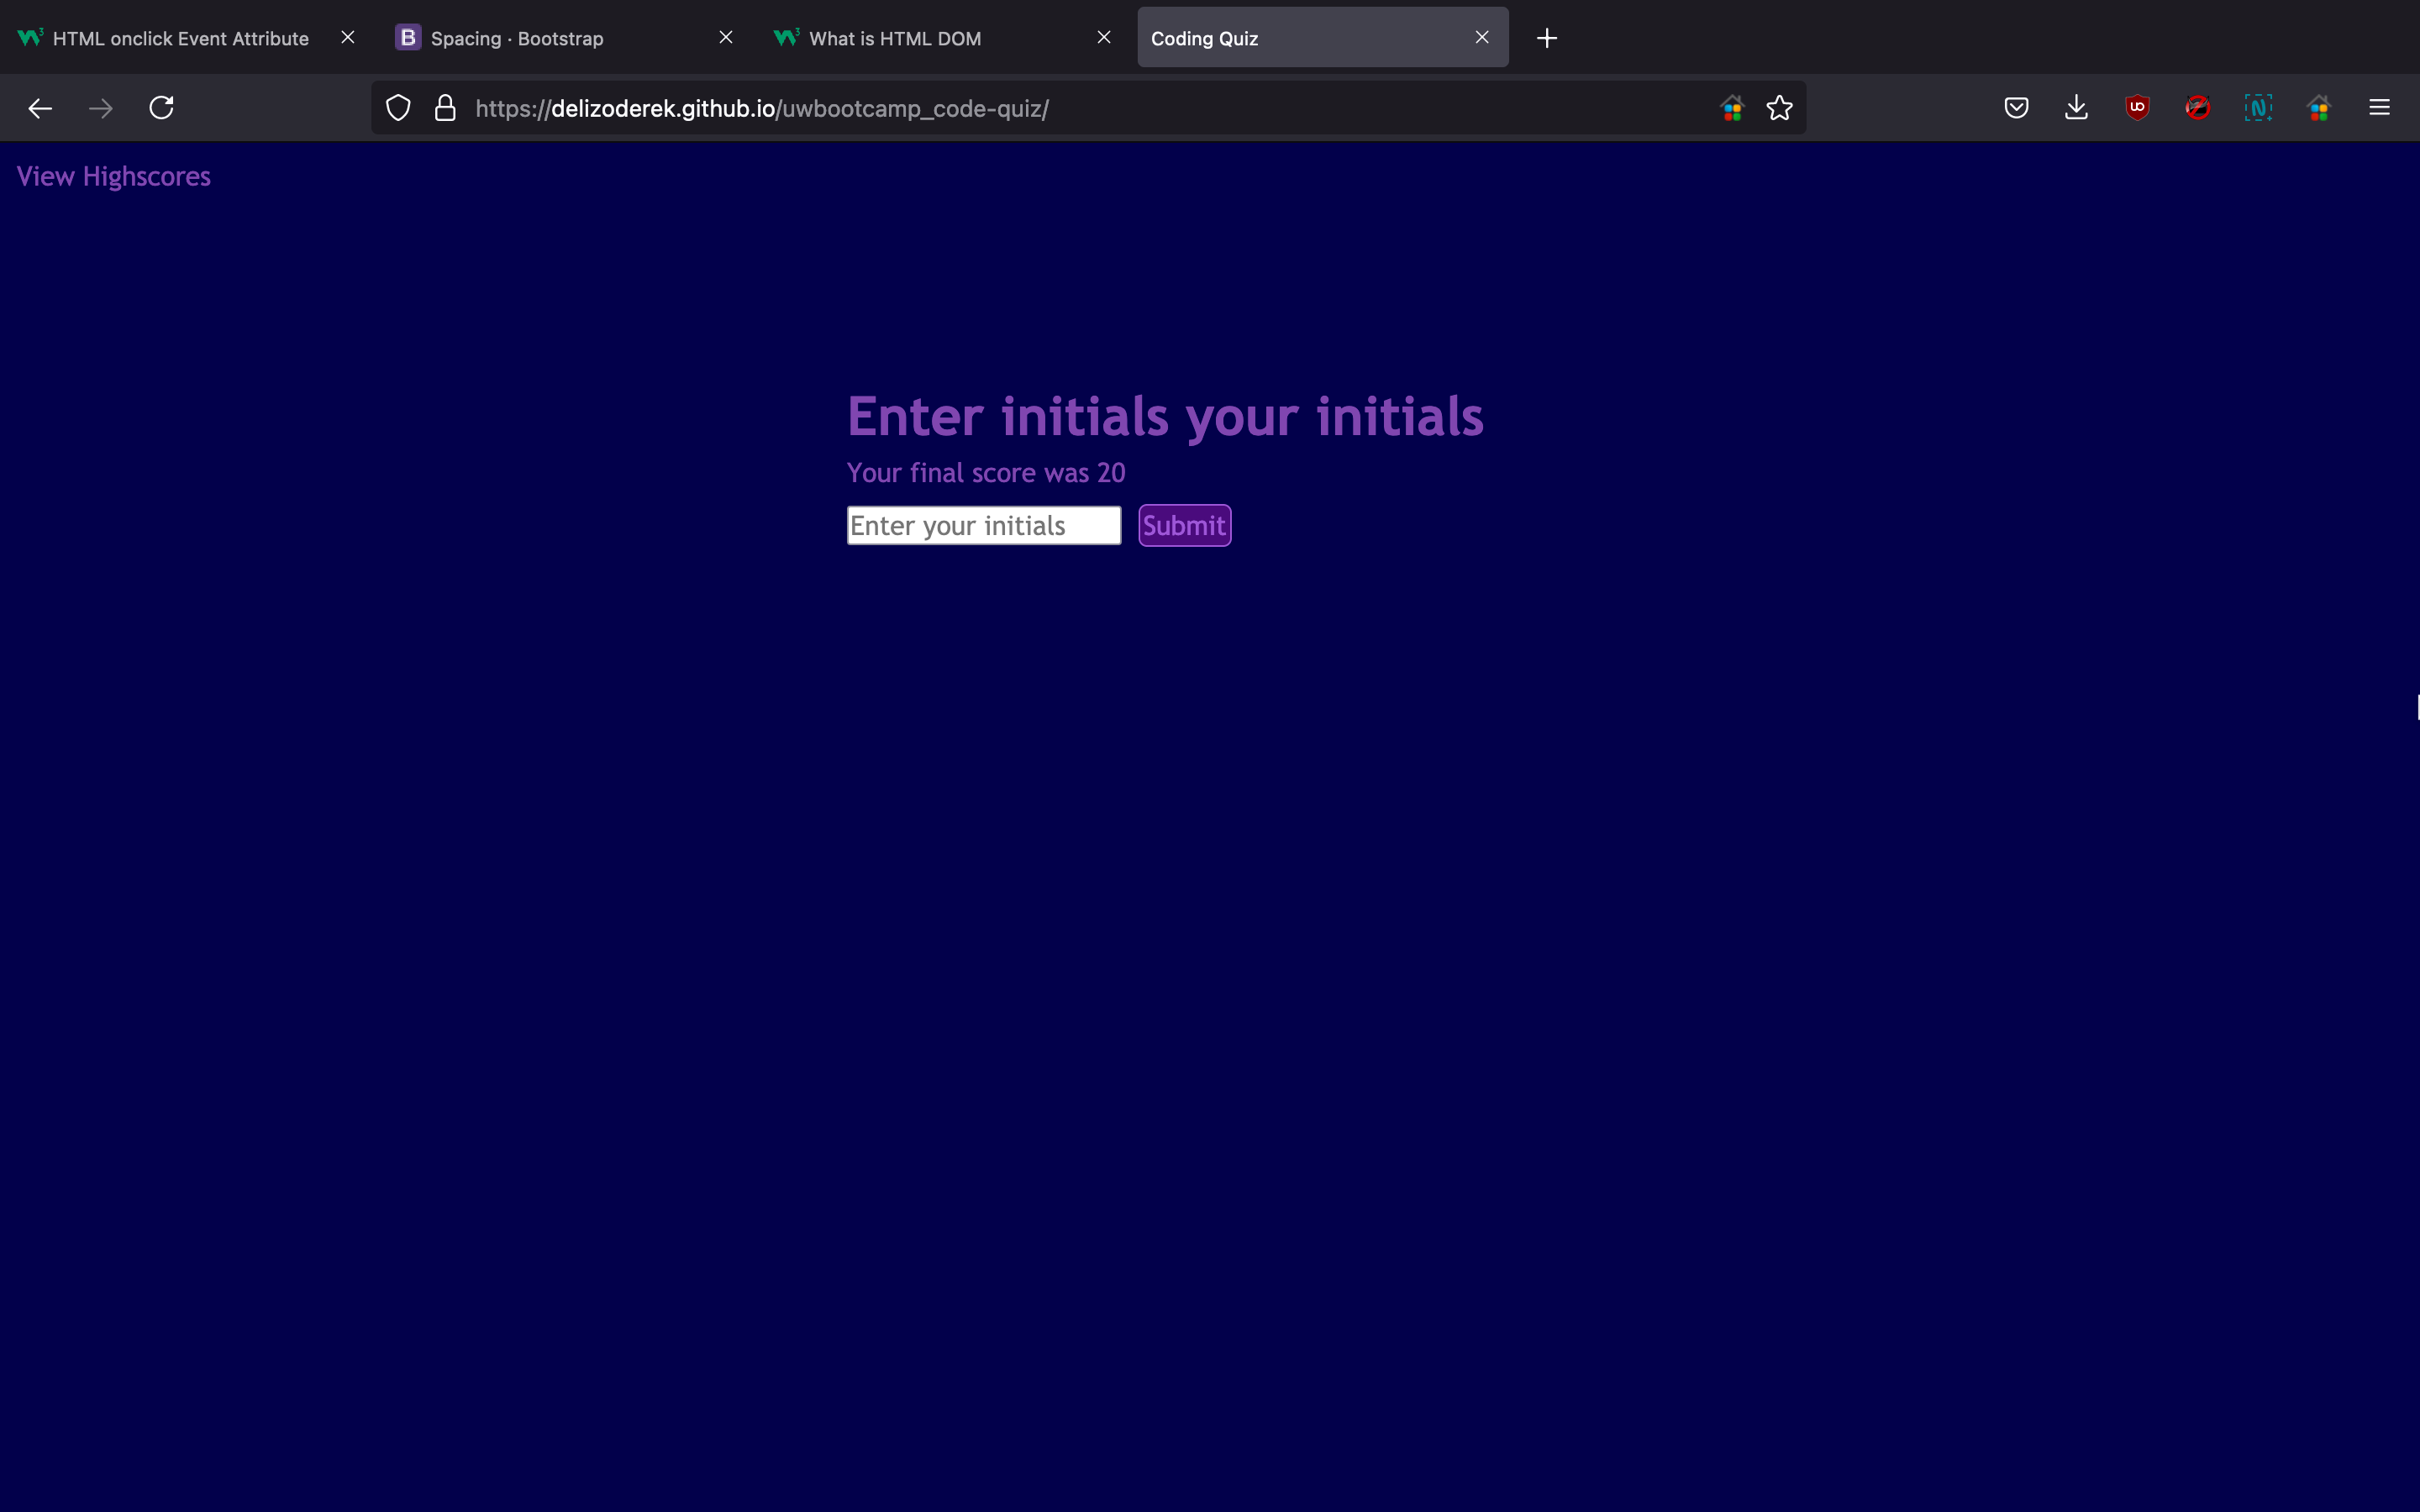 HTML onclick Event Attribute
Spacing · Bootstrap
What is HTML DOM
Coding Quiz
https://delizoderek.github.io/uwbootcamp_code-quiz/
View Highscores
Enter initials your initials
Your final score was 20
Enter your initials
Submit